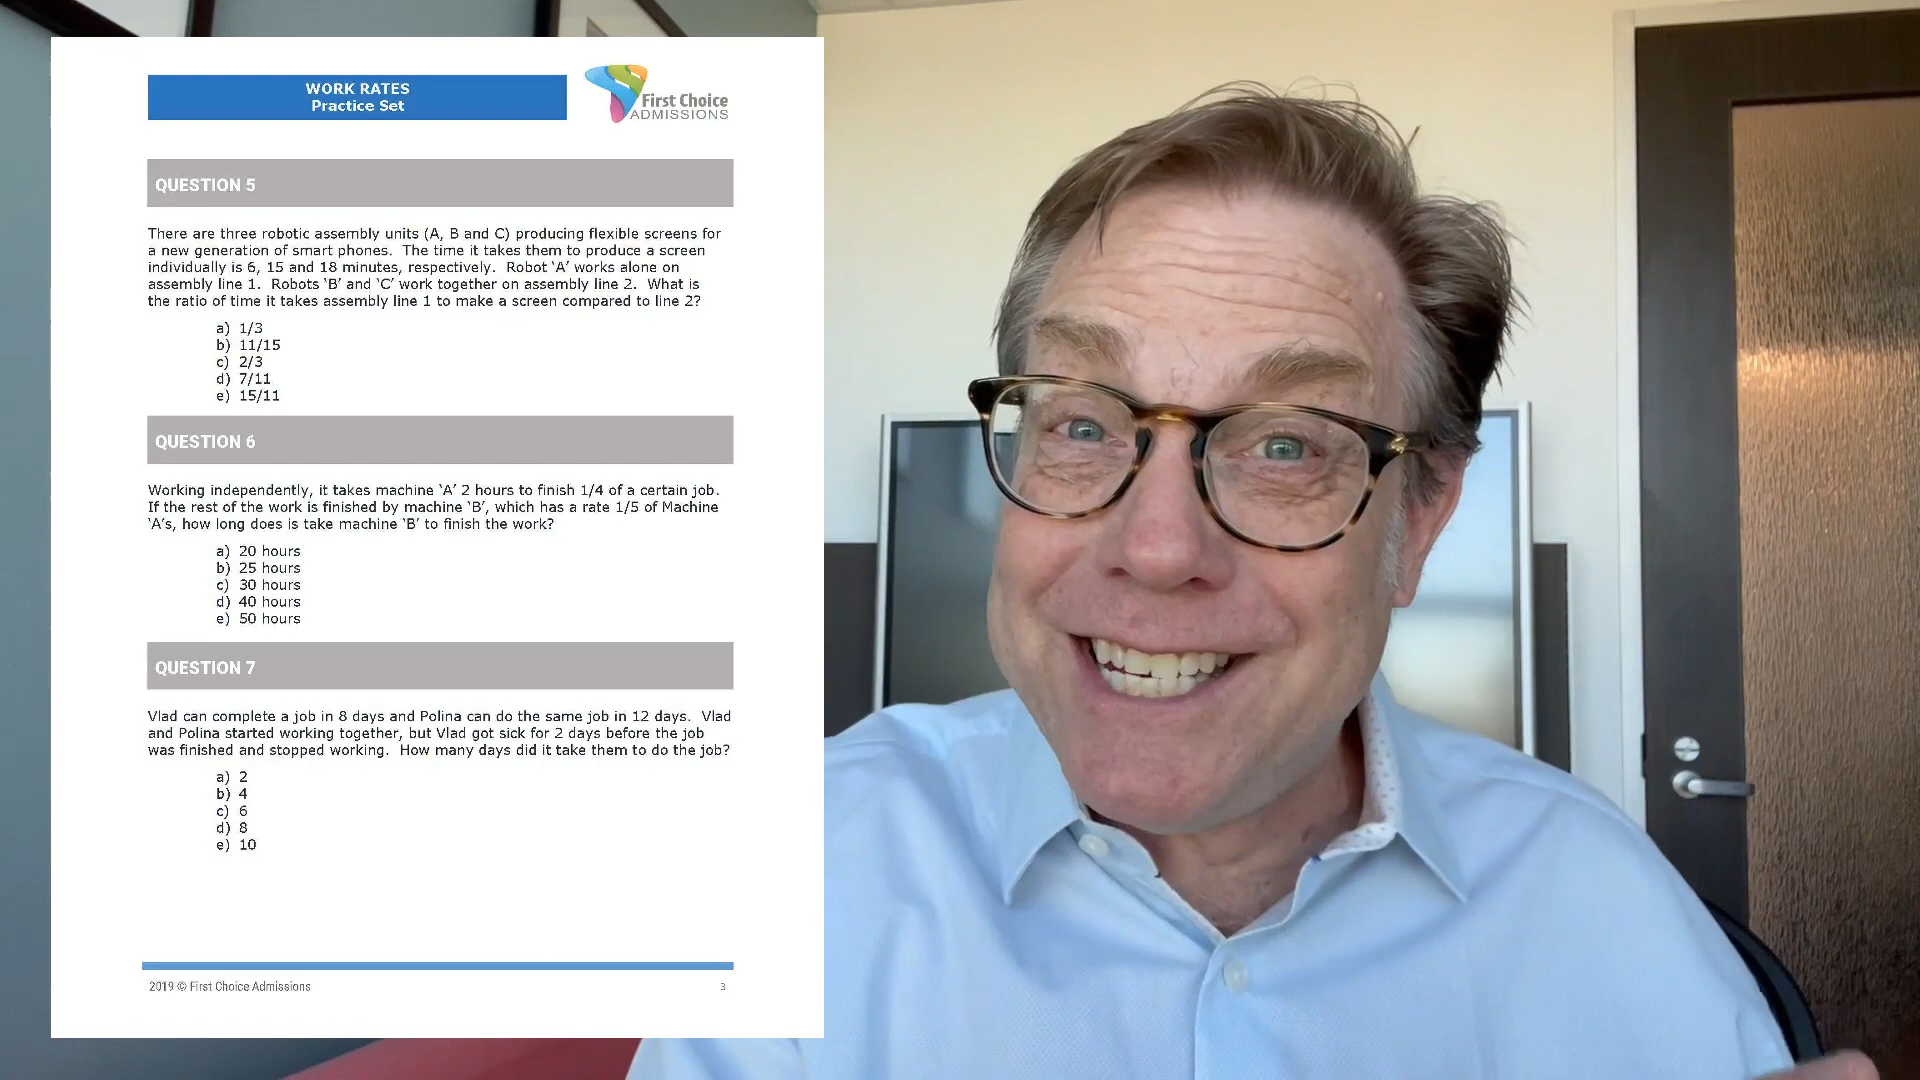 WORK RATES
Practice Set
First Choice
ADMISSIONS
QUESTION 5
There are three robotic assembly units (A, B and C) producing flexible screens for
a new generation of smart phones. The time it takes them to produce a screen
individually is 6, 15 and 18 minutes, respectively. Robot ‘A’ works alone on
assembly line 1. Robots ‘B’ and ‘C’ work together on assembly line 2. What is
the ratio of time it takes assembly line 1 to make a screen compared to line 2?
a) 1/3
b) 11/15
c) 2/3
d) 7/11
e) 15/11
QUESTION 6
Working independently, it takes machine ‘A’ 2 hours to finish 1/4 of a certain job.
If the rest of the work is finished by machine ‘B’, which has a rate 1/5 of Machine
‘A’s, how long does is take machine ‘B’ to finish the work?
a) 20 hours
b) 25 hours
c) 30 hours
d) 40 hours
e) 50 hours
QUESTION 7
Vlad can complete a job in 8 days and Polina can do the same job in 12 days. Vlad
and Polina started working together, but Vlad got sick for 2 days before the job
was finished and stopped working. How many days did it take them to do the job?
a) 2
b) 4
c) 6
d) 8
e) 10
2019 © First Choice Admissions
3